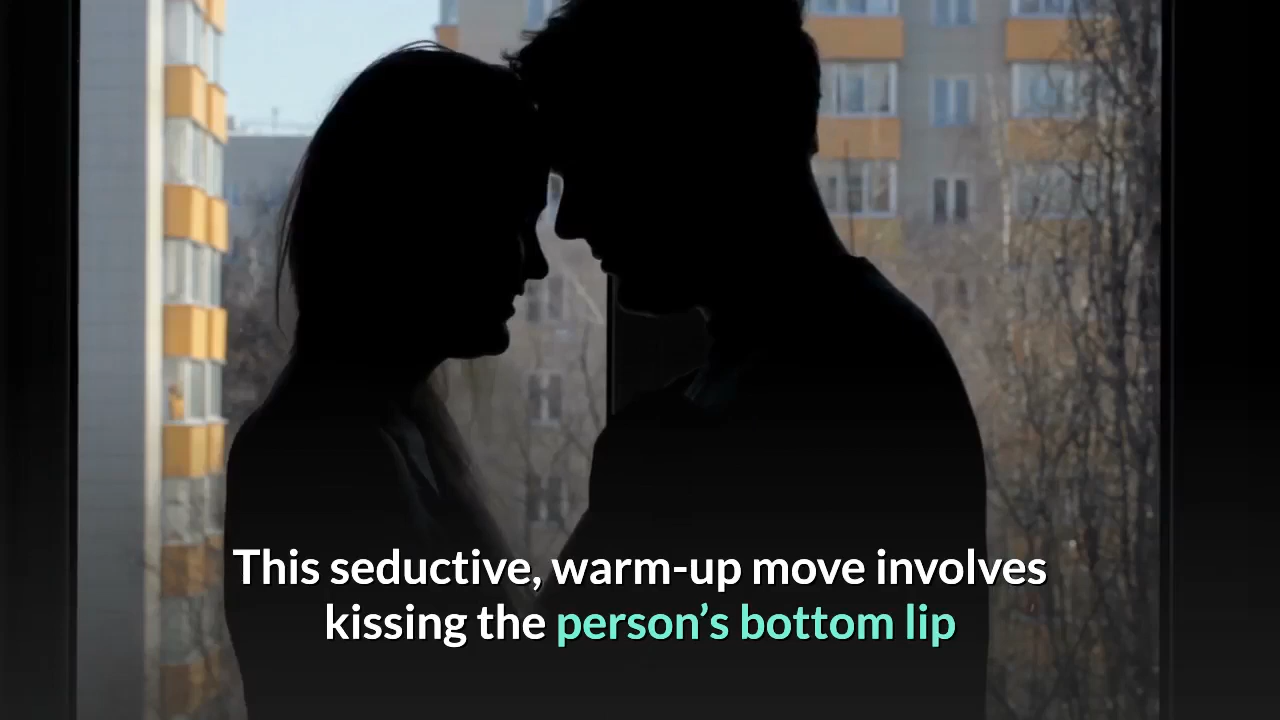 This seductive, warm-up move involves
kissing the person’s bottom lip